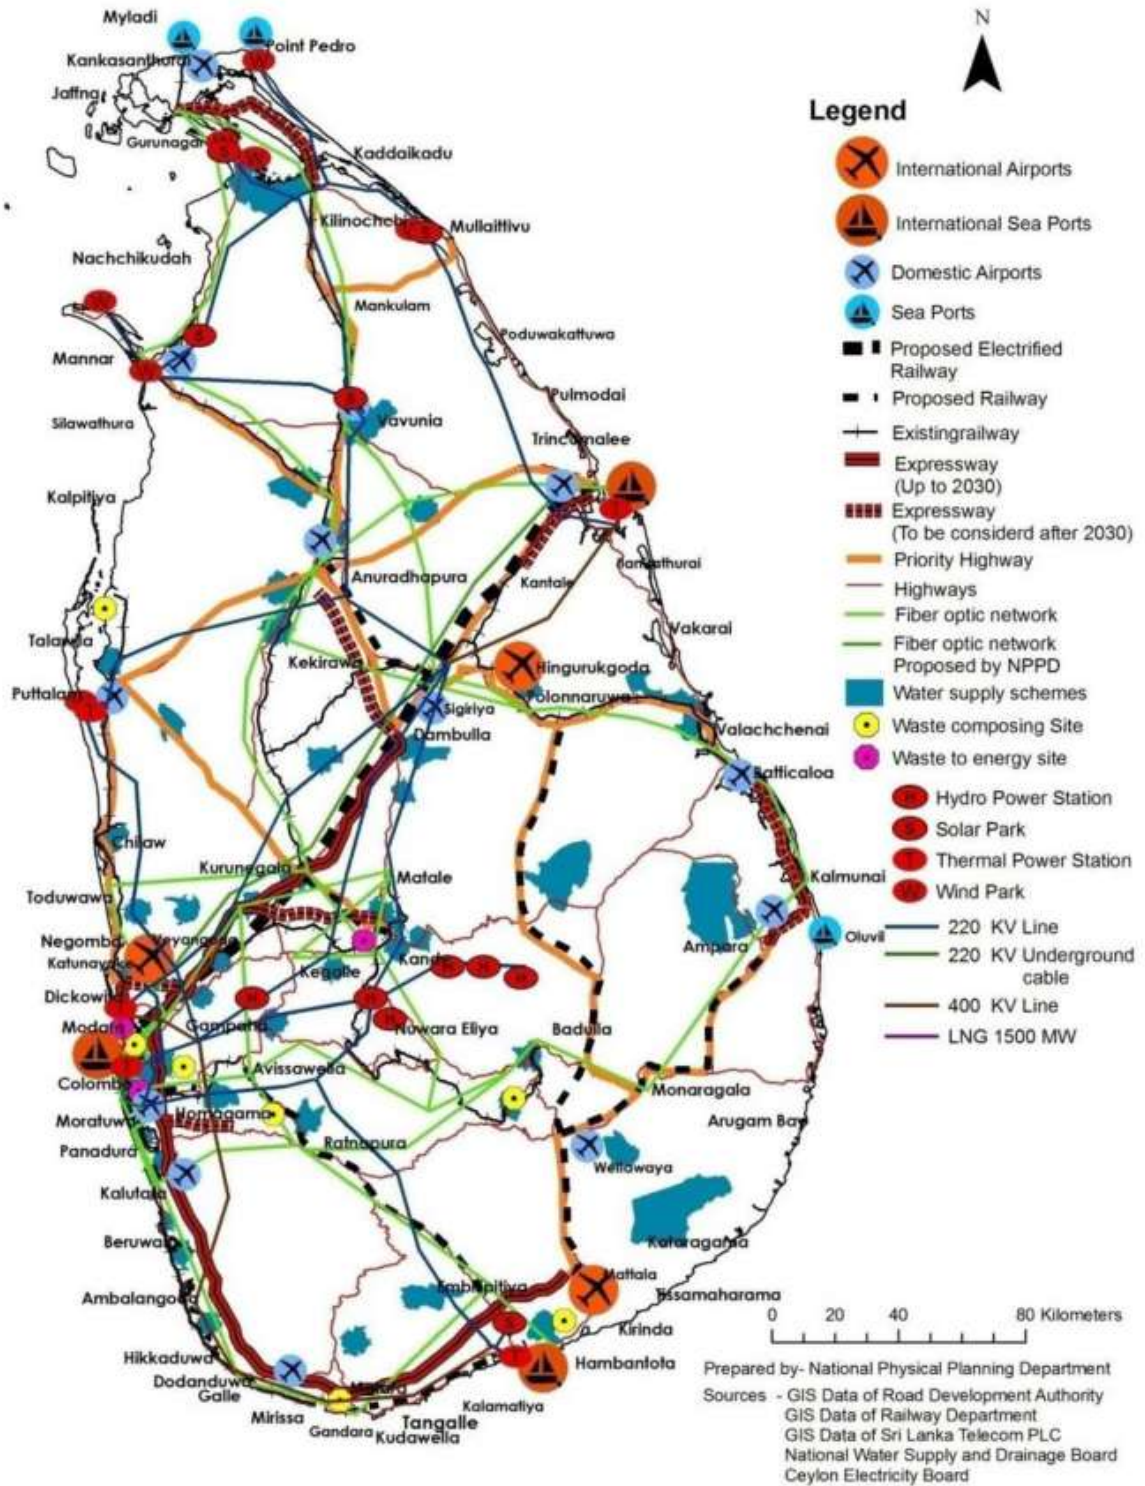 Myladi
Point Pedro
Kankasanthurai
Jaffna
Gurunagar
Kaddaikadu
Mullaittivu
Nachchikudah
Mankulam
Poduwakattuwa
Mannar
Pulmodai
Silawathura
Vavunia
Trincomalee
Kalpitiya
Anuradhapura
Kantale
Vakarai
Hingurukgoda
Polonnaruwa
Puttalam
Sigiriya
Dambulla
Valachchenai
Batticaloa
Chilaw
Kurunegala
Matale
Kalmunai
Toduwawa
Negombo
Ampara
Oluvil
Kegalle
Gampaha
Nuwara Eliya
Badulla
Colombo
Avissawella
Monaragala
Homagama
Arugam Bay
Panadura
Ratnapura
Wellawaya
Kalutara
Kataragama
Mattala
Ambalangoda
Tissamaharama
Kirinda
Hikkaduwa
Hambantota
Dodanduwa
Galle
Kalamatiya
Mirissa
Tangalle
Gandara
Kudawella
N
Legend
International Airports
International Sea Ports
Domestic Airports
Sea Ports
Proposed Electrified
Railway
Proposed Railway
Existingrailway
Expressway
(Up to 2030)
Expressway
(To be considerd after 2030)
Priority Highway
Highways
Fiber optic network
Fiber optic network
Proposed by NPPD
Water supply schemes
Waste composing Site
Waste to energy site
H Hydro Power Station
S Solar Park
T Thermal Power Station
W Wind Park
220 KV Line
220 KV Underground
cable
400 KV Line
LNG 1500 MW
0 20 40 80 Kilometers
Prepared by- National Physical Planning Department
Sources - GIS Data of Road Development Authority
GIS Data of Railway Department
GIS Data of Sri Lanka Telecom PLC
National Water Supply and Drainage Board
Ceylon Electricity Board